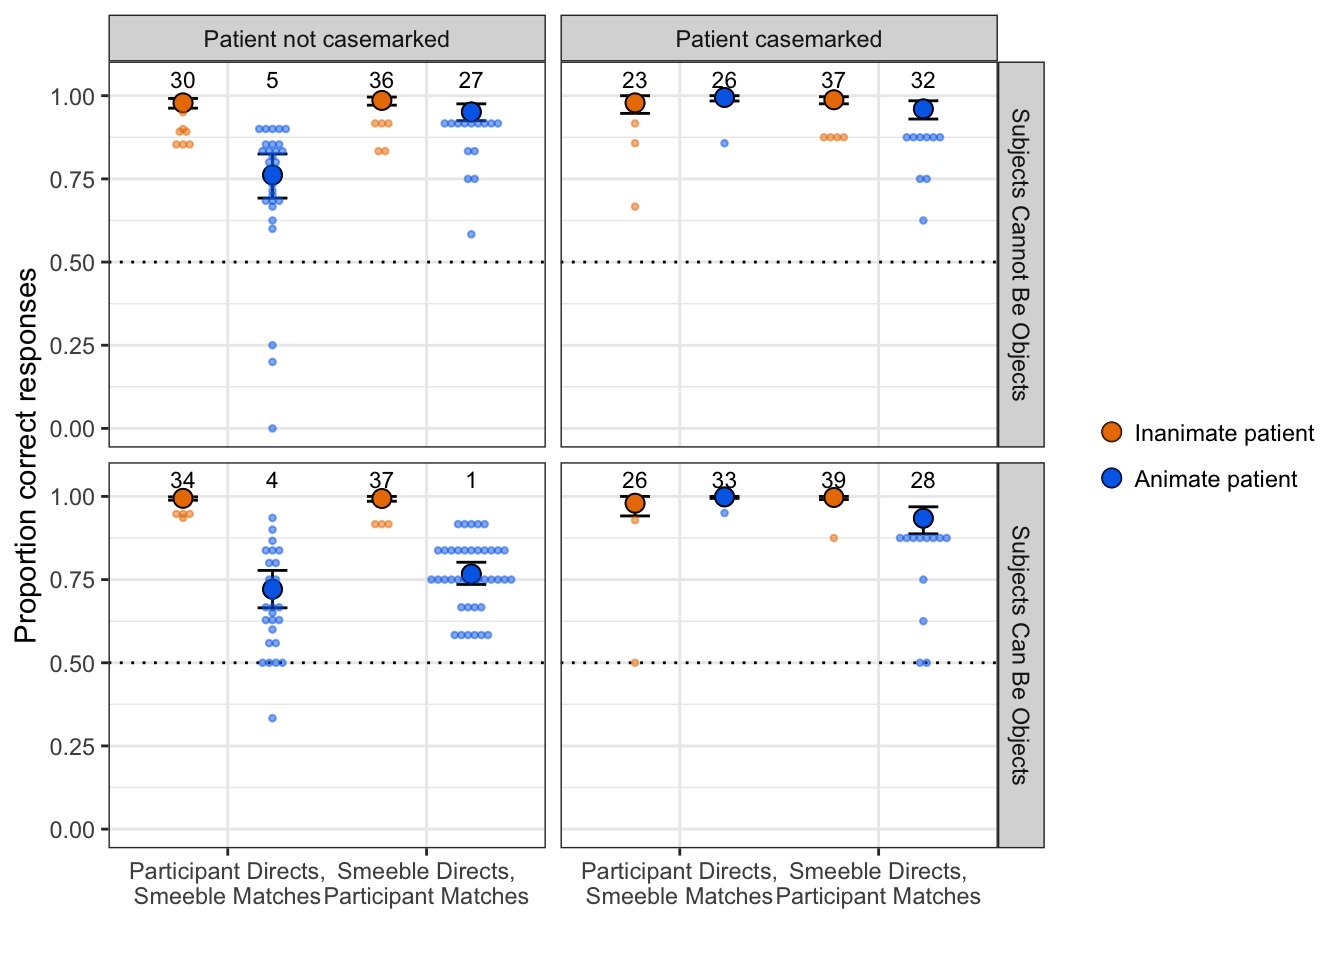 Patient not casemarked
Patient casemarked
30 5 36 27
23 26 37 32
1.00
0.75
0.50
0.25
0.00
Subjects Cannot Be Objects
34 4 37 1
26 33 39 28
1.00
0.75
0.50
0.25
0.00
Subjects Can Be Objects
Proportion correct responses
Participant Directs,
Smeeble Matches
Smeeble Directs,
Participant Matches
Participant Directs,
Smeeble Matches
Smeeble Directs,
Participant Matches
Inanimate patient
Animate patient